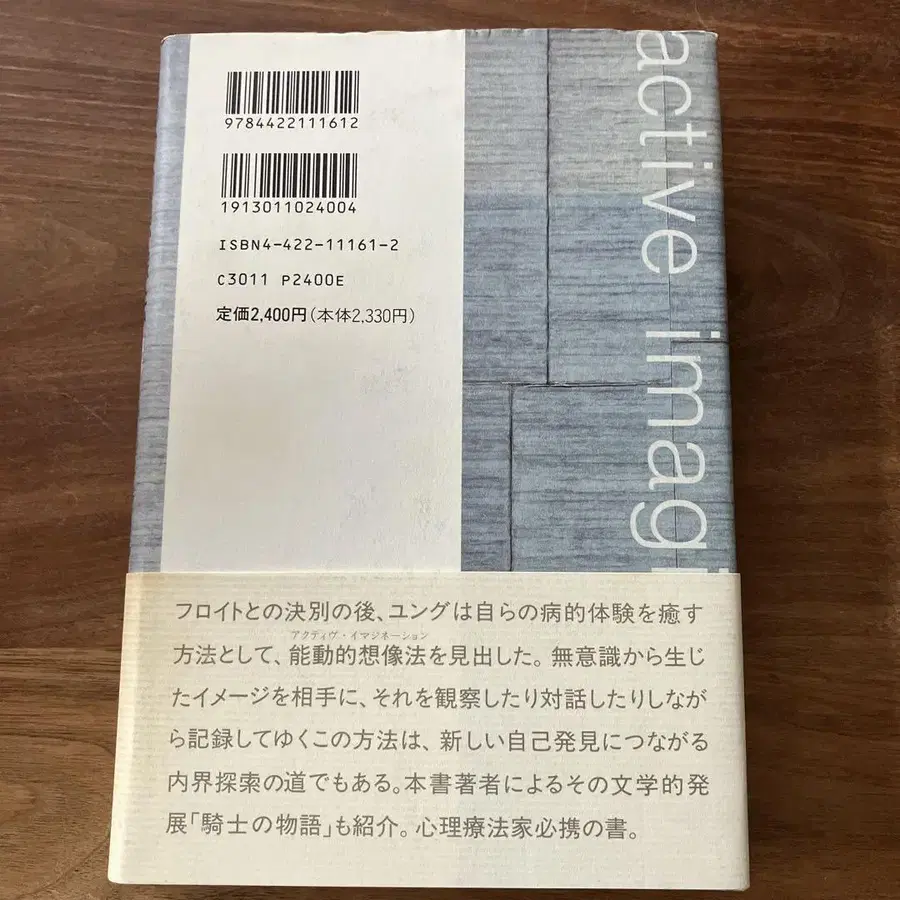 9784422111612
1913011024004
ISBN4-422-11161-2
C3011 P2400E
定価2,400円(本体2,330円)
active imagi
フロイトとの決別の後、ユングは自らの病的体験を癒す
アクティヴ・イマジネーション
方法として、能動的想像法を見出した。無意識から生じ
たイメージを相手に、それを観察したり対話したりしなが
ら記録してゆくこの方法は、新しい自己発見につながる
内界探索の道でもある。本書著者によるその文学的発
展「騎士の物語」も紹介。心理療法家必携の書。